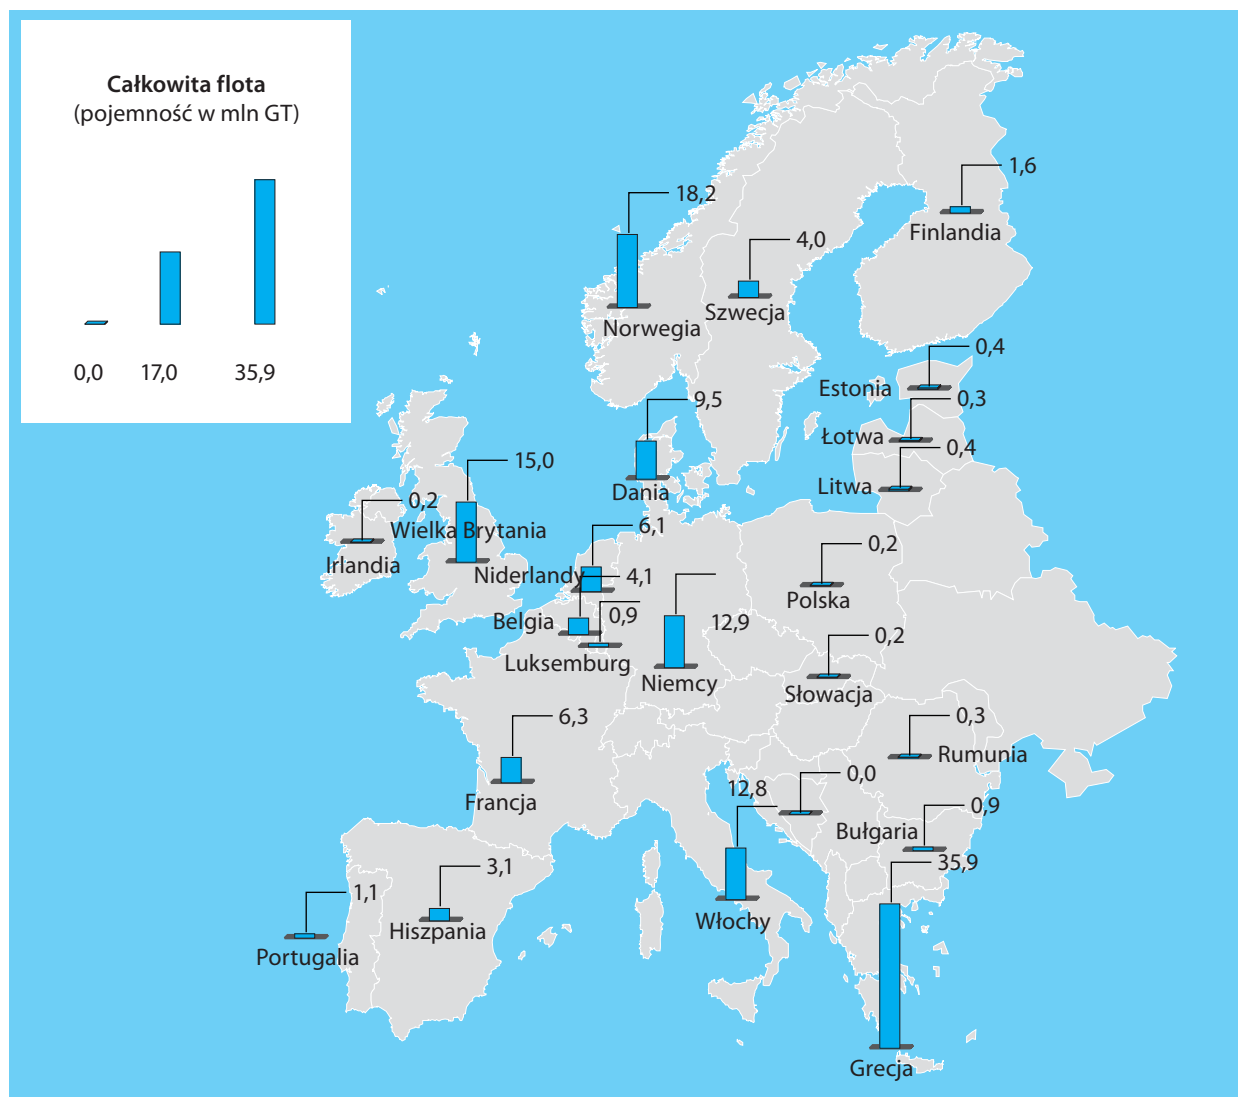 Całkowita flota
(pojemność w mln GT)
0,0
17,0
35,9
1,6
Finlandia
18,2
Norwegia
4,0
Szwecja
0,4
Estonia
0,3
Łotwa
0,4
Litwa
9,5
Dania
15,0
Wielka Brytania
0,2
Irlandia
6,1
Niderlandy
4,1
Belgia
0,9
Luksemburg
12,9
Niemcy
0,2
Polska
0,2
Słowacja
6,3
Francja
0,3
Rumunia
0,0
12,8
Włochy
0,9
Bułgaria
35,9
Grecja
3,1
Hiszpania
1,1
Portugalia